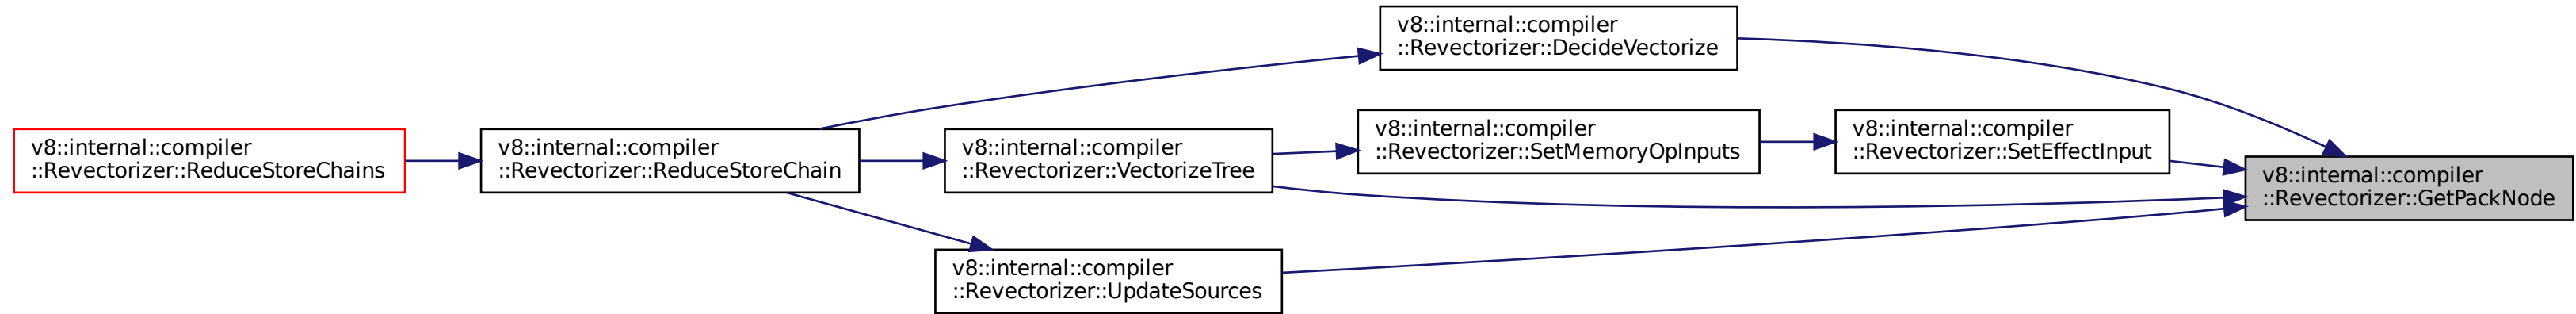 v8::internal::compiler
::Revectorizer::DecideVectorize
v8::internal::compiler
::Revectorizer::ReduceStoreChains
v8::internal::compiler
::Revectorizer::ReduceStoreChain
v8::internal::compiler
::Revectorizer::VectorizeTree
v8::internal::compiler
::Revectorizer::SetMemoryOpInputs
v8::internal::compiler
::Revectorizer::SetEffectInput
v8::internal::compiler
::Revectorizer::GetPackNode
v8::internal::compiler
::Revectorizer::UpdateSources